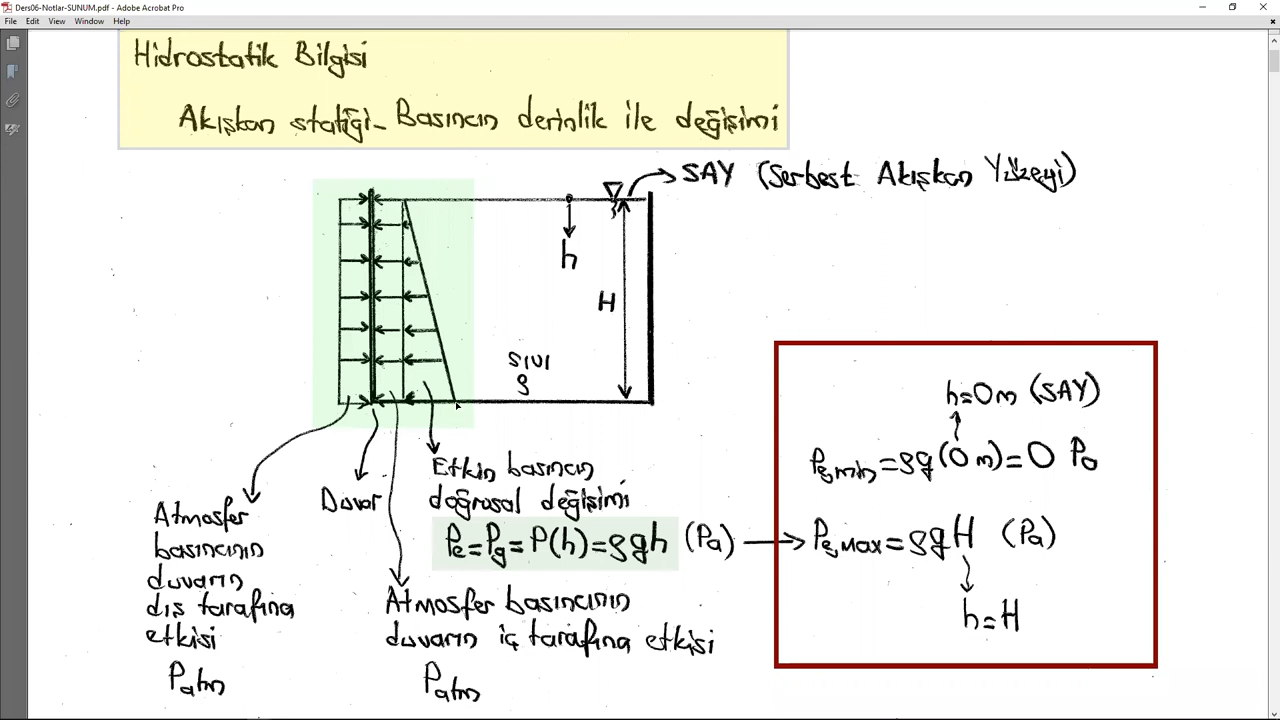 Ders06-Notlar-SUNUM.pdf - Adobe Acrobat Pro
File Edit View Window Help
Hidrostatik Bilgisi
Akışkan statiği - Basıncın derinlik ile değişimi
SAY (Serbest Akışkan Yüzeyi)
h
H
SIVI
ρ
h=0m (SAY)
Pe,min=ρg(0 m)=0 Pa
Etkin basıncın
doğrusal değişimi
Duvar
Pe=Pg=P(h)=ρgh (Pa)
Pe,max=ρgH (Pa)
h=H
Atmosfer
basıncının
duvarın
dış tarafına
etkisi
Patm
Atmosfer basıncının
duvarın iç tarafına etkisi
Patm